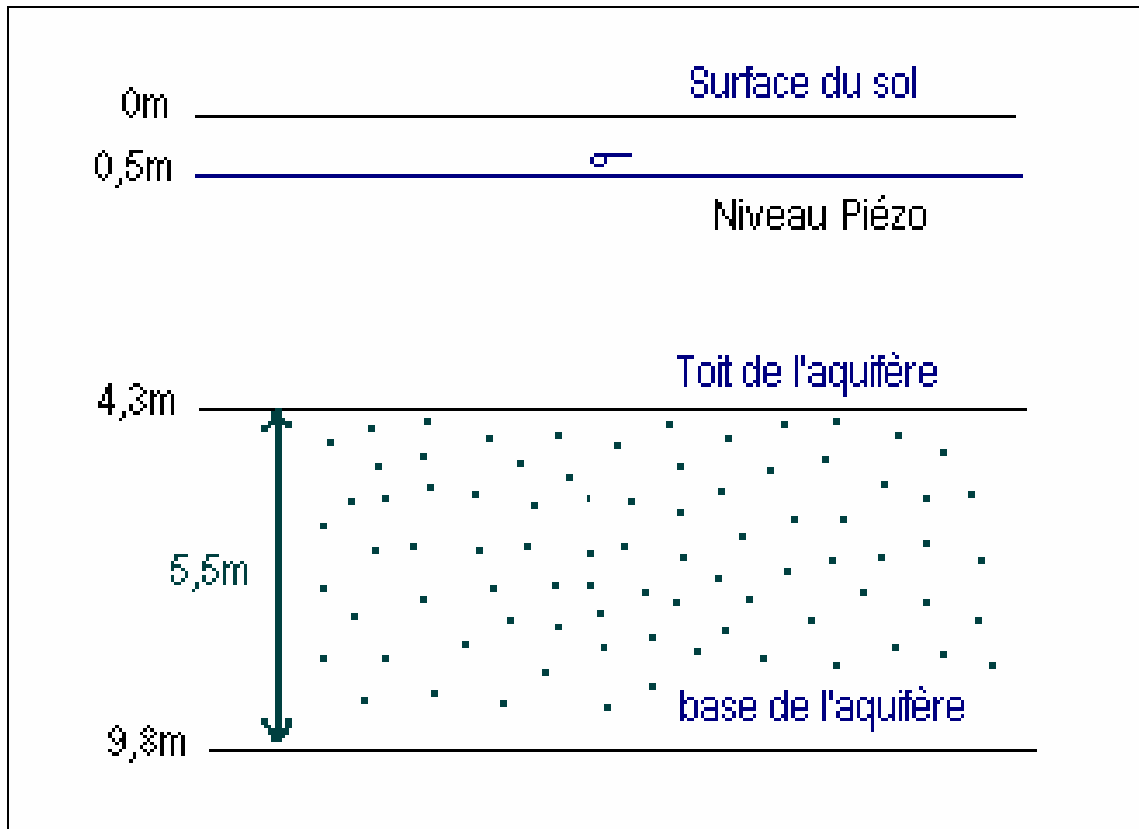 Surface du sol
0m
0,5m
Niveau Piézo
Toit de l'aquifère
4,3m
5,5m
base de l'aquifère
9,8m